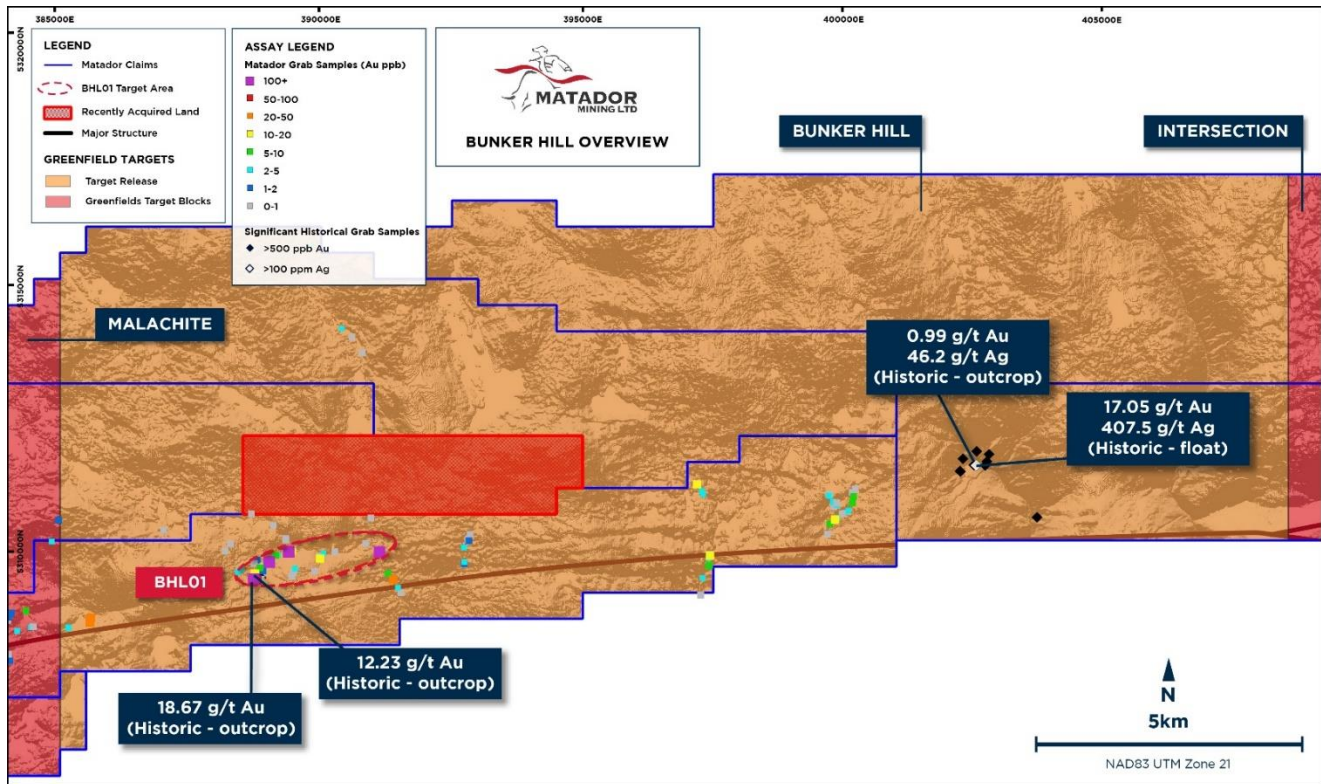 385000E
390000E
395000E
400000E
405000E
5320000N
5315000N
5310000N
LEGEND
Matador Claims
BHL01 Target Area
Recently Acquired Land
Major Structure
GREENFIELD TARGETS
Target Release
Greenfields Target Blocks
ASSAY LEGEND
Matador Grab Samples (Au ppb)
100+
50-100
20-50
10-20
5-10
2-5
1-2
0-1
Significant Historical Grab Samples
>500 ppb Au
>100 ppm Ag
MATADOR
MINING LTD
BUNKER HILL OVERVIEW
BUNKER HILL
INTERSECTION
MALACHITE
0.99 g/t Au
46.2 g/t Ag
(Historic - outcrop)
17.05 g/t Au
407.5 g/t Ag
(Historic - float)
BHL01
12.23 g/t Au
(Historic - outcrop)
18.67 g/t Au
(Historic - outcrop)
N
5km
NAD83 UTM Zone 21